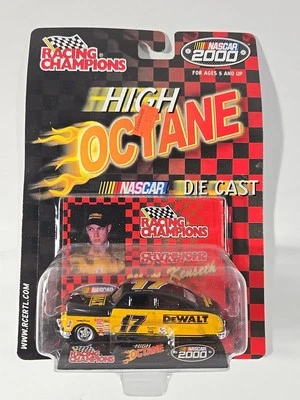 RACING
CHAMPIONS
NASCAR
2000
FOR AGES 8 AND UP
HIGH
OCTANE
NASCAR DIE CAST
RACING
CHAMPIONS
Kenseth
17
17
DEWALT
WWW.RCERTL.COM
RACING
CHAMPIONS
HIGH
OCTANE
NASCAR
2000